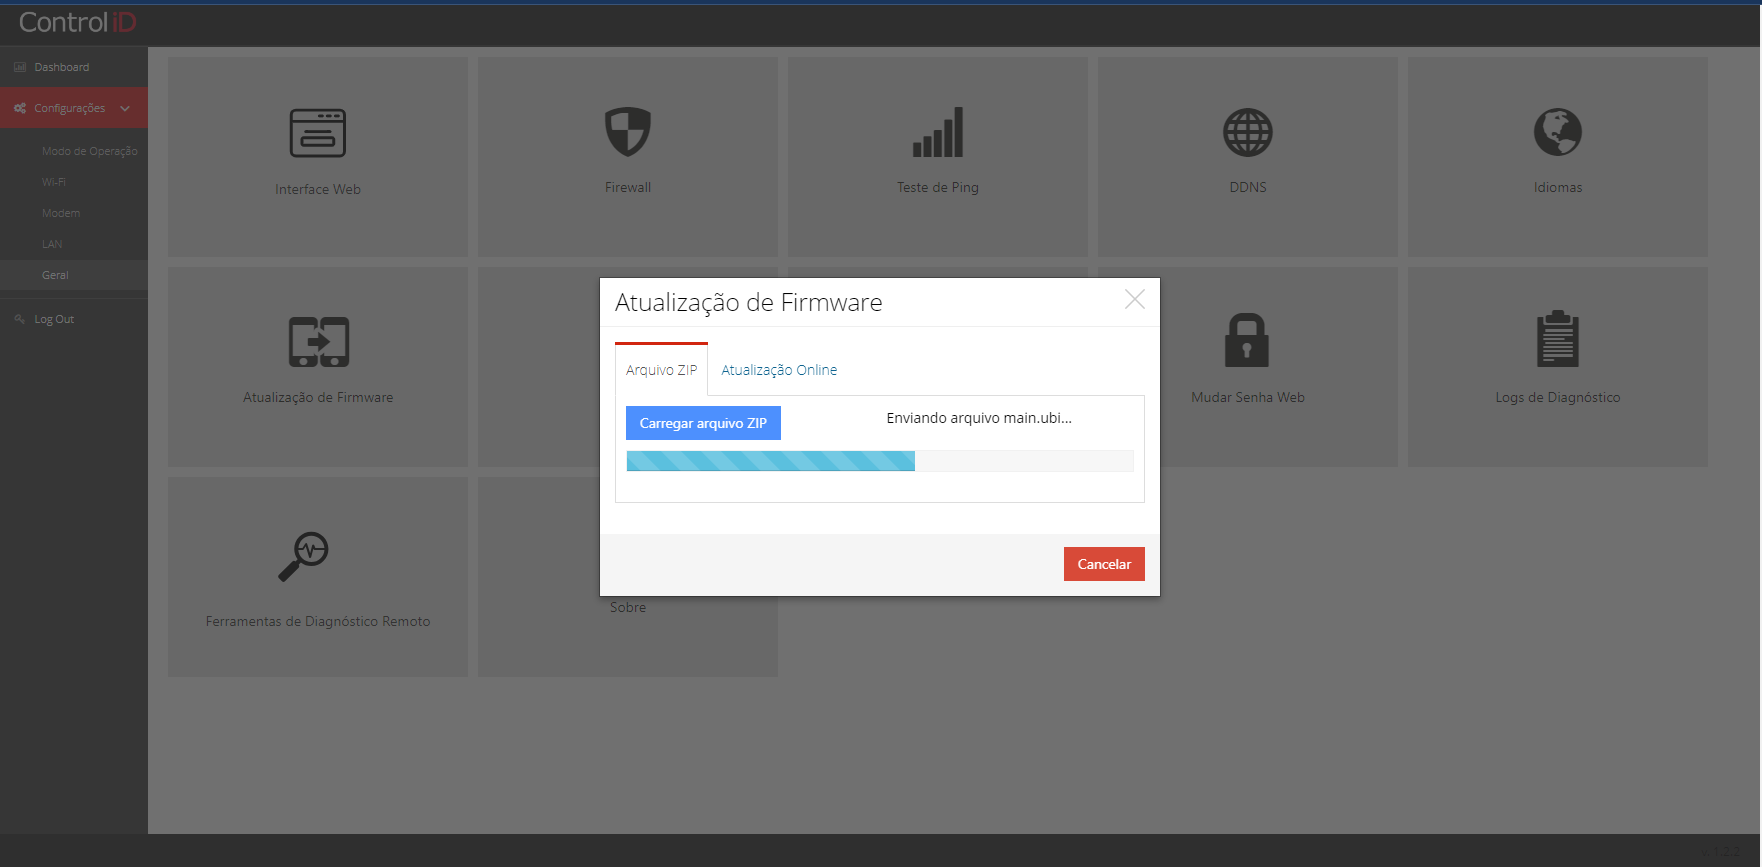 Control iD
Dashboard
Configurações
Modo de Operação
Wi-Fi
Modem
LAN
Geral
Log Out
Interface Web
Firewall
Teste de Ping
DDNS
Idiomas
Atualização de Firmware
Mudar Senha Web
Logs de Diagnóstico
Ferramentas de Diagnóstico Remoto
Sobre
Atualização de Firmware
Arquivo ZIP
Atualização Online
Carregar arquivo ZIP
Enviando arquivo main.ubi...
Cancelar